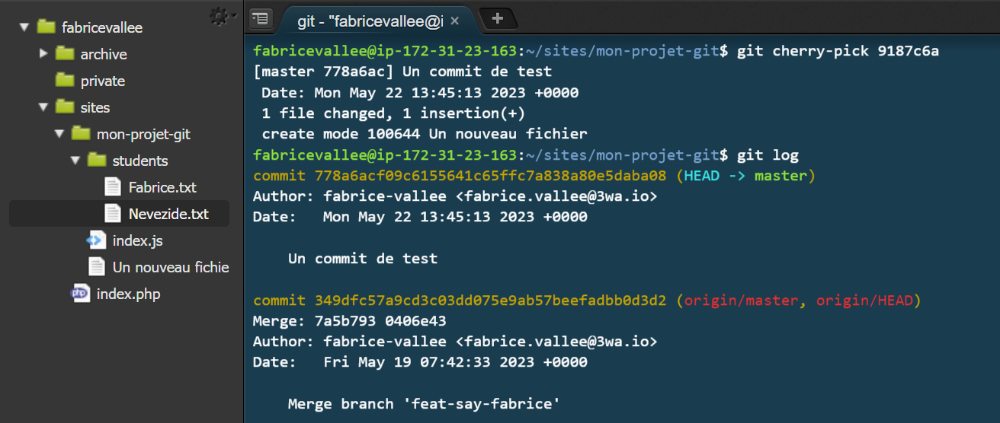 fabricevallee
archive
private
sites
mon-projet-git
students
Fabrice.txt
Nevezide.txt
index.js
Un nouveau fichie
php index.php
git - "fabricevallee@i ×
+
fabricevallee@ip-172-31-23-163:~/sites/mon-projet-git$ git cherry-pick 9187c6a
[master 778a6ac] Un commit de test
Date: Mon May 22 13:45:13 2023 +0000
1 file changed, 1 insertion(+)
create mode 100644 Un nouveau fichier
fabricevallee@ip-172-31-23-163:~/sites/mon-projet-git$ git log
commit 778a6acf09c6155641c65ffc7a838a80e5daba08 (HEAD -> master)
Author: fabrice-vallee <fabrice.vallee@3wa.io>
Date:   Mon May 22 13:45:13 2023 +0000
Un commit de test
commit 349dfc57a9cd3c03dd075e9ab57beefadbb0d3d2 (origin/master, origin/HEAD)
Merge: 7a5b793 0406e43
Author: fabrice-vallee <fabrice.vallee@3wa.io>
Date:   Fri May 19 07:42:33 2023 +0000
Merge branch 'feat-say-fabrice'